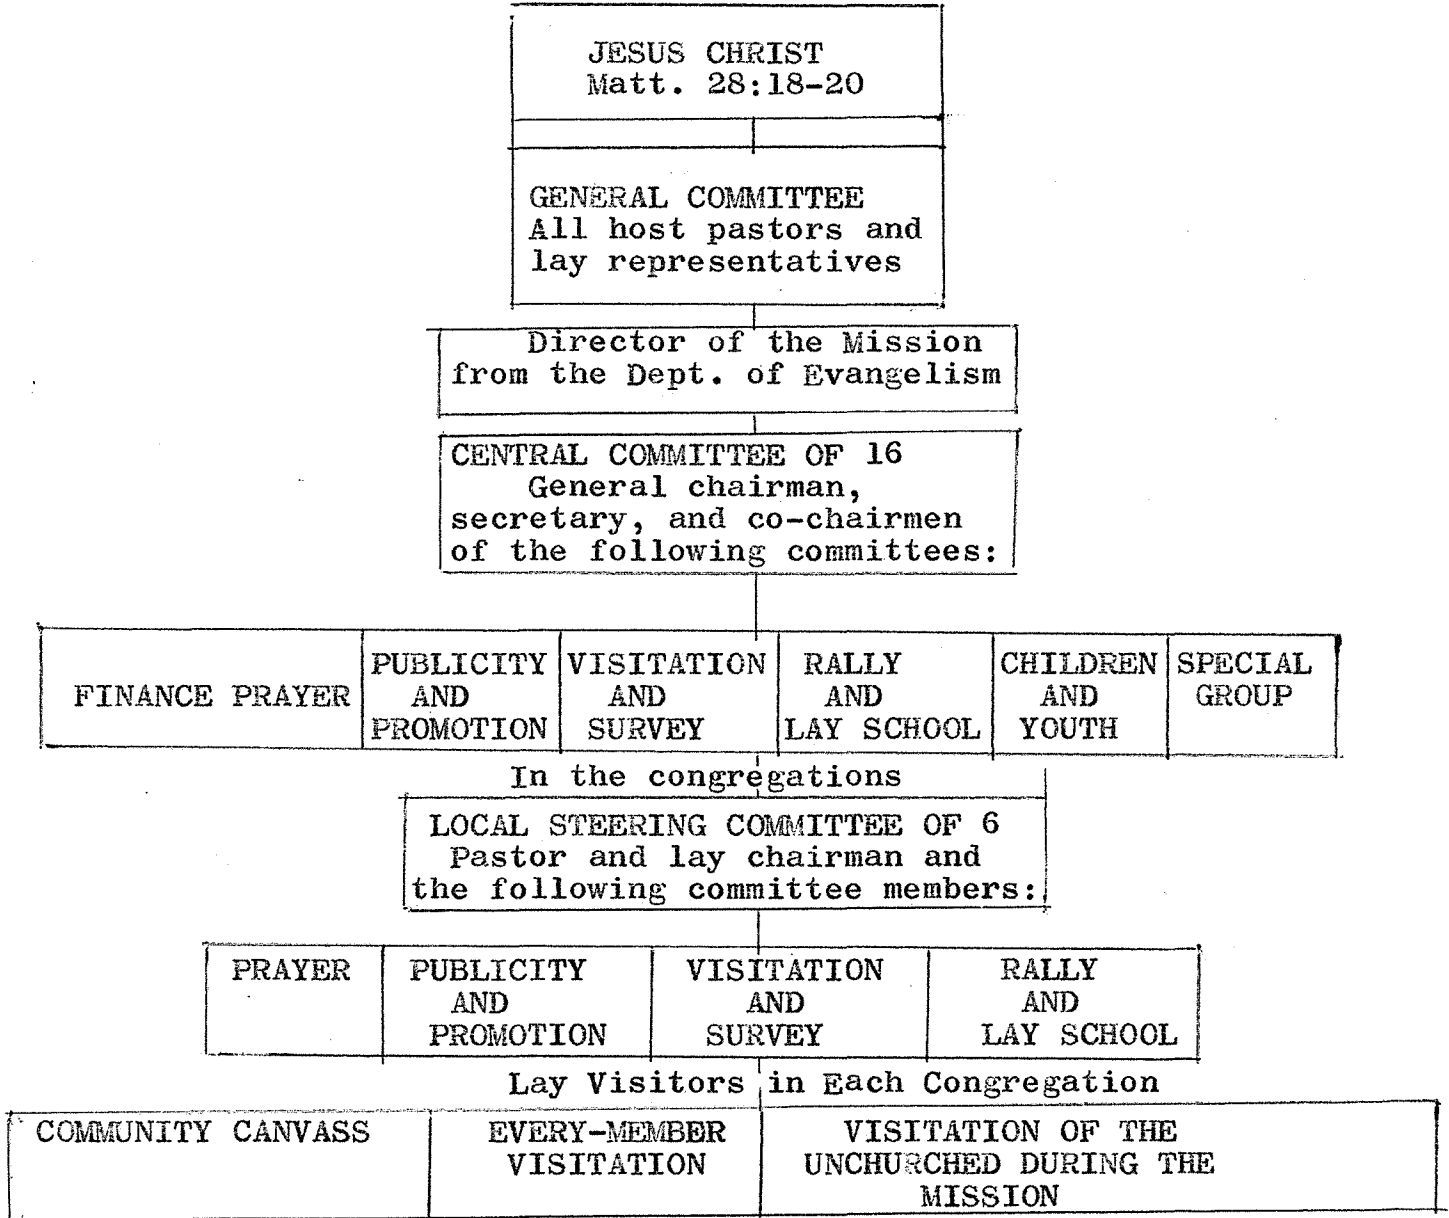 JESUS CHRIST
Matt. 28:18-20
GENERAL COMMITTEE
All host pastors and
lay representatives
Director of the Mission
from the Dept. of Evangelism
CENTRAL COMMITTEE OF 16
General chairman,
secretary, and co-chairmen
of the following committees:
FINANCE PRAYER
PUBLICITY
AND
PROMOTION
VISITATION
AND
SURVEY
RALLY
AND
LAY SCHOOL
CHILDREN
AND
YOUTH
SPECIAL
GROUP
In the congregations
LOCAL STEERING COMMITTEE OF 6
Pastor and lay chairman and
the following committee members:
PRAYER
PUBLICITY
AND
PROMOTION
VISITATION
AND
SURVEY
RALLY
AND
LAY SCHOOL
Lay Visitors in Each Congregation
COMMUNITY CANVASS
EVERY-MEMBER
VISITATION
VISITATION OF THE
UNCHURCHED DURING THE
MISSION